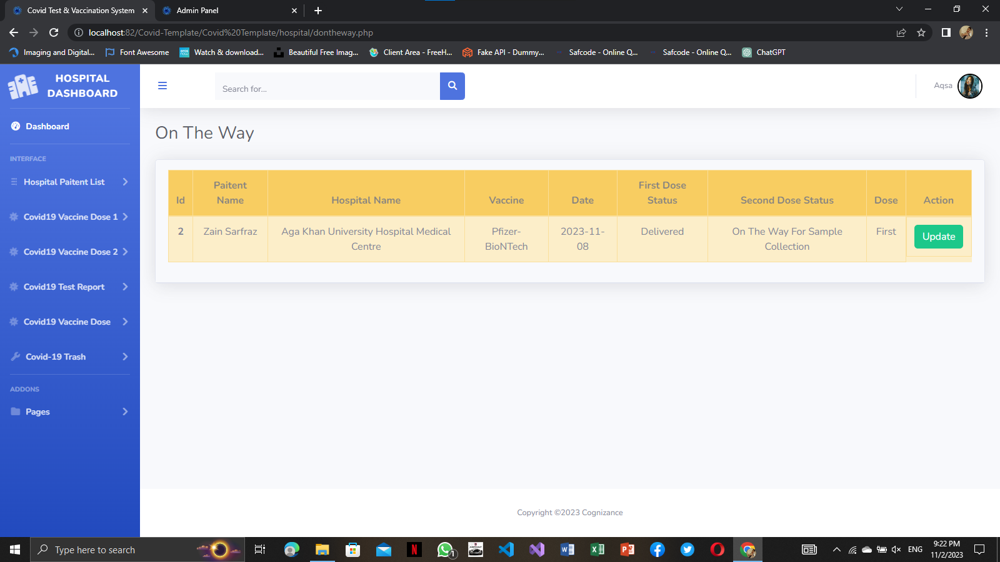 Covid Test & Vaccination System
Admin Panel
localhost:82/Covid-Template/Covid%20Template/hospital/dontheway.php
Imaging and Digital...
Font Awesome
Watch & download...
Beautiful Free Imag...
Client Area - FreeH...
Fake API - Dummy...
Safcode - Online Q...
Safcode - Online Q...
ChatGPT
HOSPITAL
DASHBOARD
Search for...
Aqsa
Dashboard
INTERFACE
Hospital Paitent List
Covid19 Vaccine Dose 1
Covid19 Vaccine Dose 2
Covid19 Test Report
Covid19 Vaccine Dose
Covid-19 Trash
ADDONS
Pages
On The Way
Id
Paitent
Name
Hospital Name
Vaccine
Date
First Dose
Status
Second Dose Status
Dose
Action
2
Zain Sarfraz
Aga Khan University Hospital Medical
Centre
Pfizer-
BioNTech
2023-11-
08
Delivered
On The Way For Sample
Collection
First
Update
Copyright ©2023 Cognizance
Type here to search
1
ENG
9:22 PM
11/2/2023